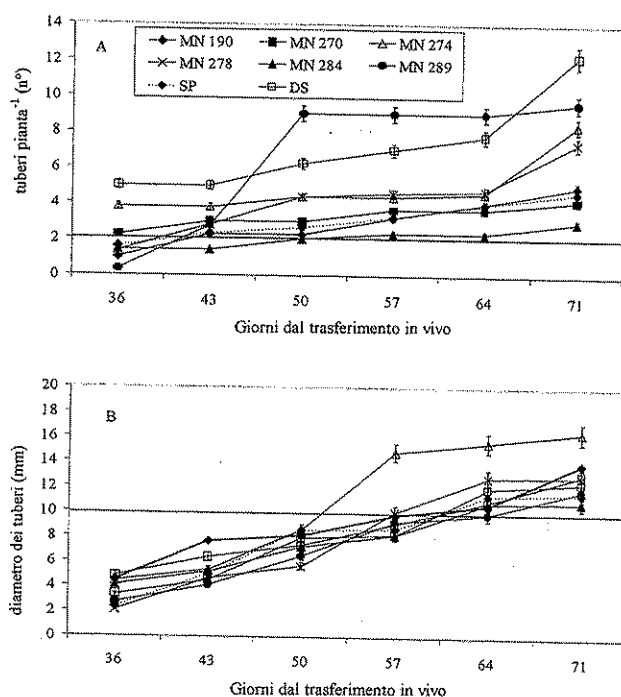 A
MN 190 MN 270 MN 274
MN 278 MN 284 MN 289
SP DS
tuberi pianta⁻¹ (n°)
14
12
10
8
6
4
2
0
36 43 50 57 64 71
Giorni dal trasferimento in vivo
B
diametro dei tuberi (mm)
20
18
16
14
12
10
8
6
4
2
0
36 43 50 57 64 71
Giorni dal trasferimento in vivo